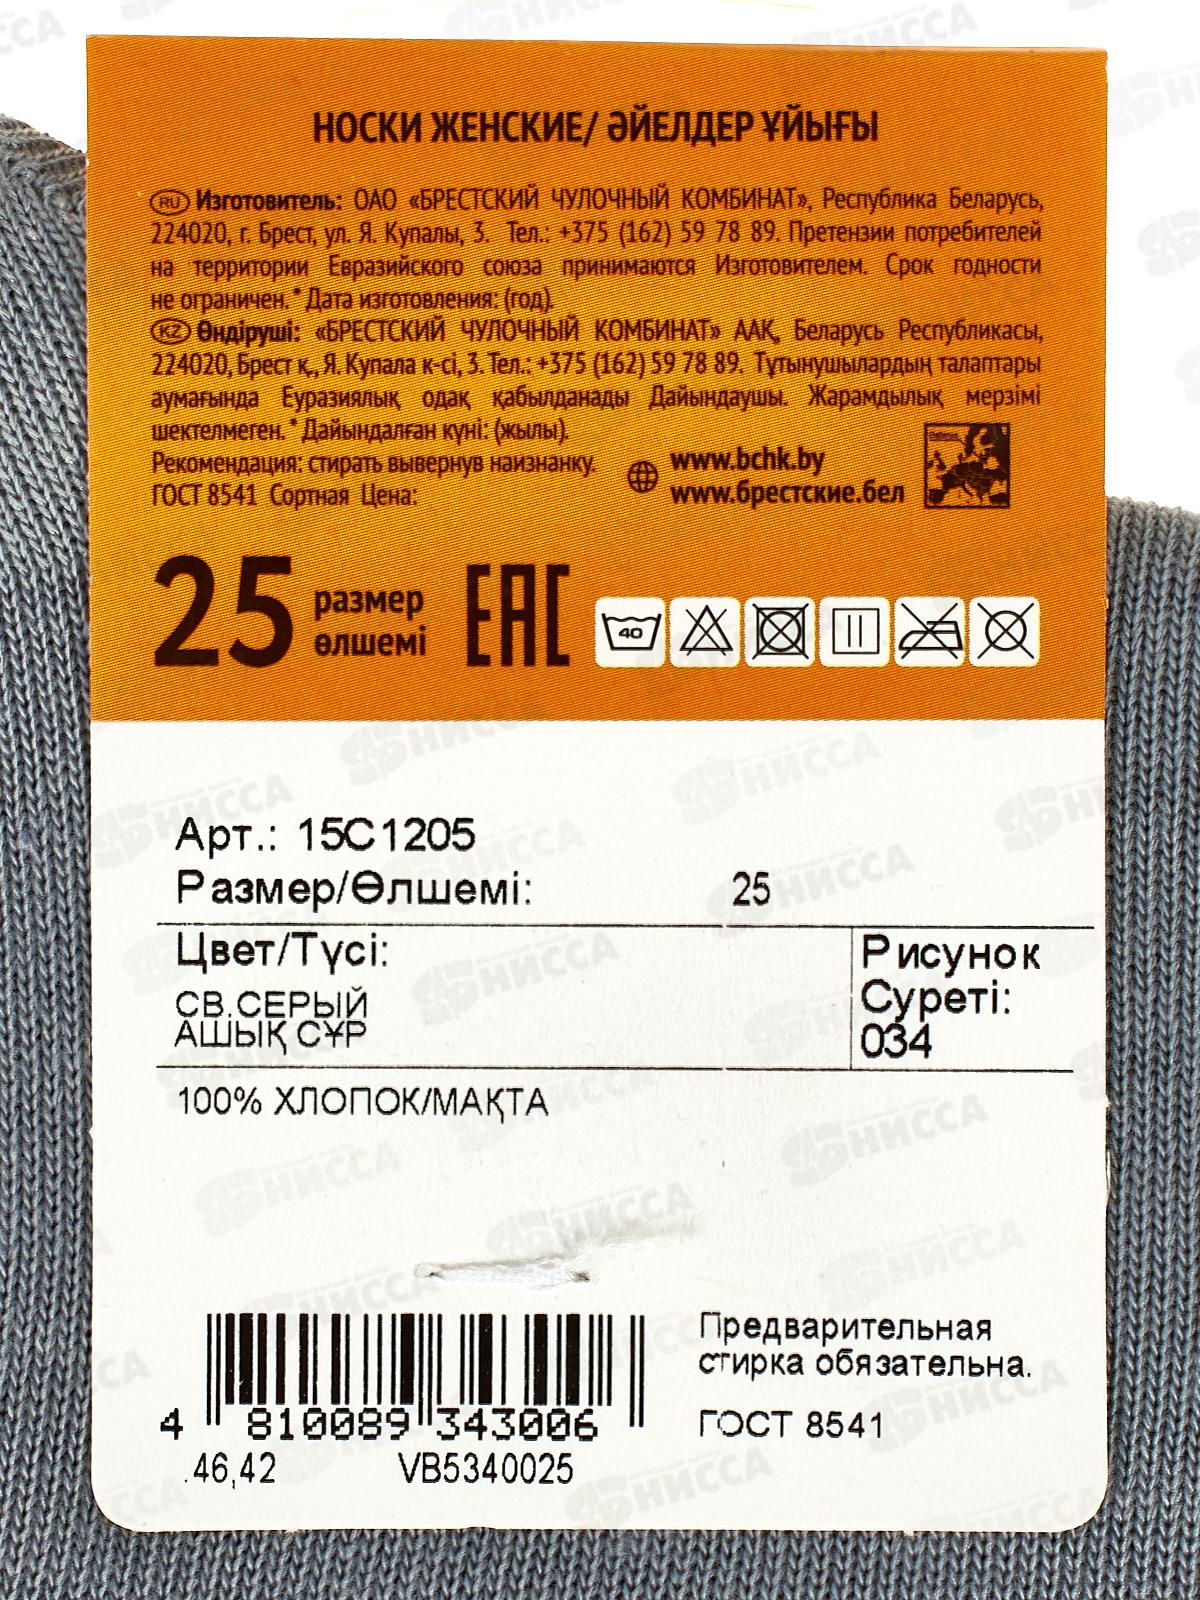 НОСКИ ЖЕНСКИЕ/ ӘЙЕЛДЕР ҰЙЫҒЫ
RU Изготовитель: ОАО «БРЕСТСКИЙ ЧУЛОЧНЫЙ КОМБИНАТ», Республика Беларусь,
224020, г. Брест, ул. Я. Купалы, 3. Тел.: +375 (162) 59 78 89. Претензии потребителей
на территории Евразийского союза принимаются Изготовителем. Срок годности
не ограничен. * Дата изготовления: (год).
KZ Өндіруші: «БРЕСТСКИЙ ЧУЛОЧНЫЙ КОМБИНАТ» ААҚ, Беларусь Республикасы,
224020, Брест қ., Я. Купала к-сі, 3. Тел.: +375 (162) 59 78 89. Тұтынушылардың талаптары
аумағында Еуразиялық одақ қабылданады Дайындаушы. Жарамдылық мерзімі
шектелмеген. * Дайындалған күні: (жылы).
Рекомендация: стирать вывернув наизнанку.
ГОСТ 8541 Сортная Цена:
www.bchk.by
www.брестские.бел
Belarus
25 размер
өлшемі
EAC
40
Арт.: 15С1205
Размер/Өлшемі: 25
Цвет/Түсі:
СВ.СЕРЫЙ
АШЫҚ СҰР
Рисунок
Суреті:
034
100% ХЛОПОК/МАҚТА
Предварительная
стирка обязательна.
ГОСТ 8541
4 810089 343006
.46,42 VB5340025
НИССА